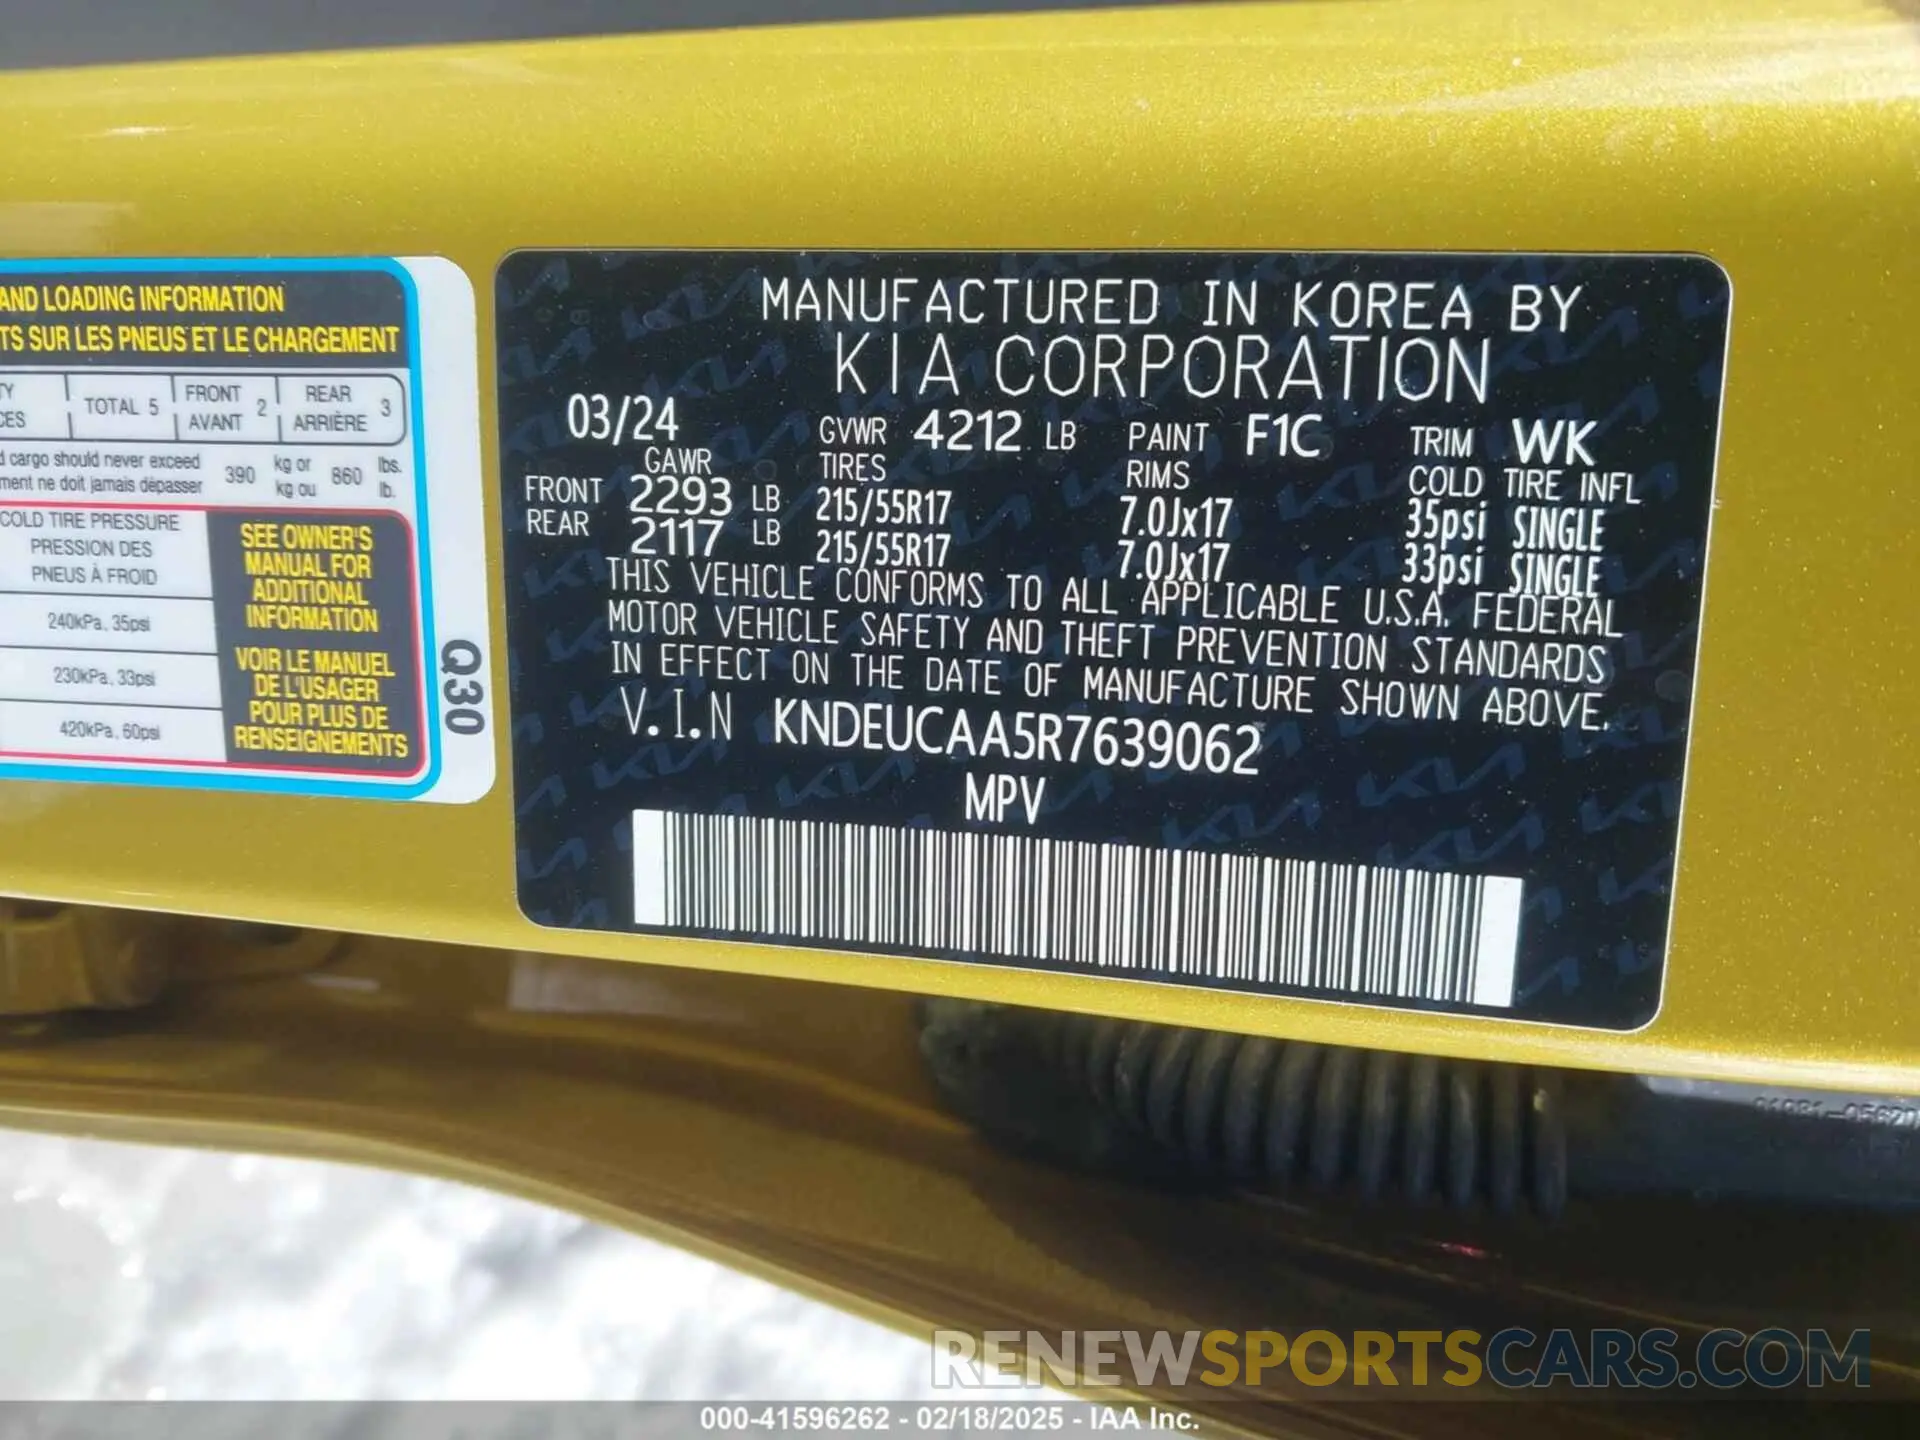 AND LOADING INFORMATION
TS SUR LES PNEUS ET LE CHARGEMENT
TY
CES
TOTAL 5
FRONT
AVANT 2
REAR
ARRIÈRE 3
cargo should never exceed
ment ne doit jamais dépasser
390
kg or
kg ou
860
lbs.
lb.
COLD TIRE PRESSURE
PRESSION DES
PNEUS À FROID
240kPa, 35psi
230kPa, 33psi
420kPa, 60psi
SEE OWNER'S
MANUAL FOR
ADDITIONAL
INFORMATION
VOIR LE MANUEL
DE L'USAGER
POUR PLUS DE
RENSEIGNEMENTS
Q30
MANUFACTURED IN KOREA BY
KIA CORPORATION
03/24 GVWR 4212 LB PAINT F1C TRIM WK
GAWR TIRES RIMS COLD TIRE INFL
FRONT 2293 LB 215/55R17 7.0Jx17 35psi SINGLE
REAR 2117 LB 215/55R17 7.0Jx17 33psi SINGLE
THIS VEHICLE CONFORMS TO ALL APPLICABLE U.S.A. FEDERAL
MOTOR VEHICLE SAFETY AND THEFT PREVENTION STANDARDS
IN EFFECT ON THE DATE OF MANUFACTURE SHOWN ABOVE.
V.I.N KNDEUCAA5R7639062
MPV
RENEWSPORTSCARS.COM
000-41596262 - 02/18/2025 - IAA Inc.